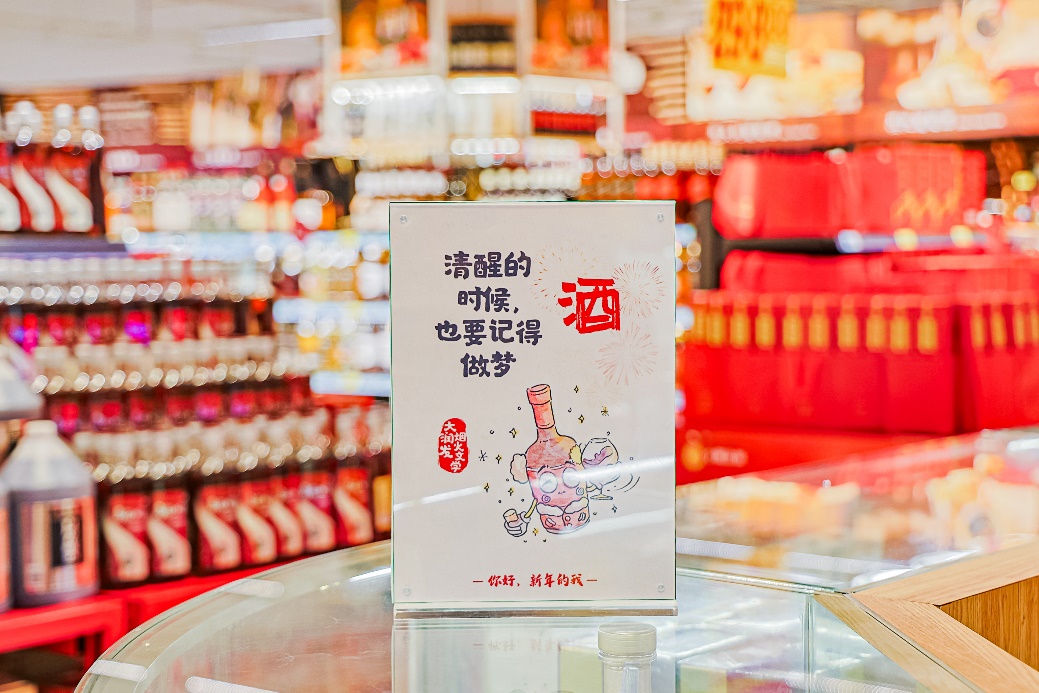 清醒的
时候，
也要记得
做梦
酒
大润发
烟火文学
— 你好，新年的我 —